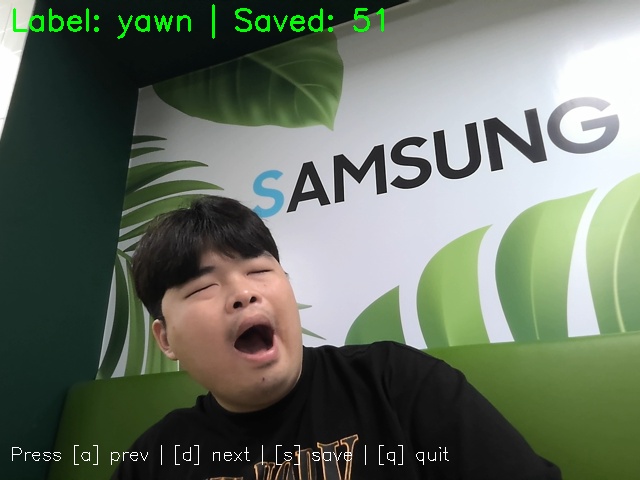 Label: yawn | Saved: 51
SAMSUNG
Press [a] prev | [d] next | [s] save | [q] quit